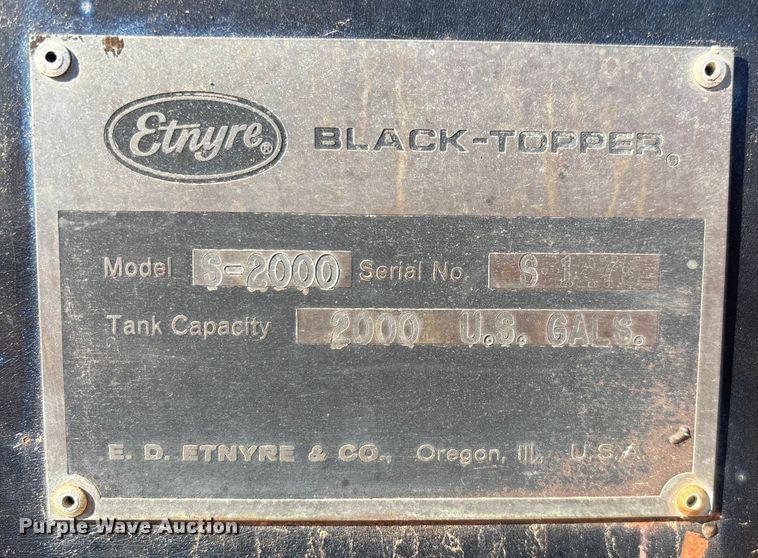 Etnyre® BLACK-TOPPER®
Model S-2000 Serial No.
Tank Capacity 2000 U.S. GALS.
E. D. ETNYRE & CO., Oregon, Ill., U.S.A.
Purple Wave Auction